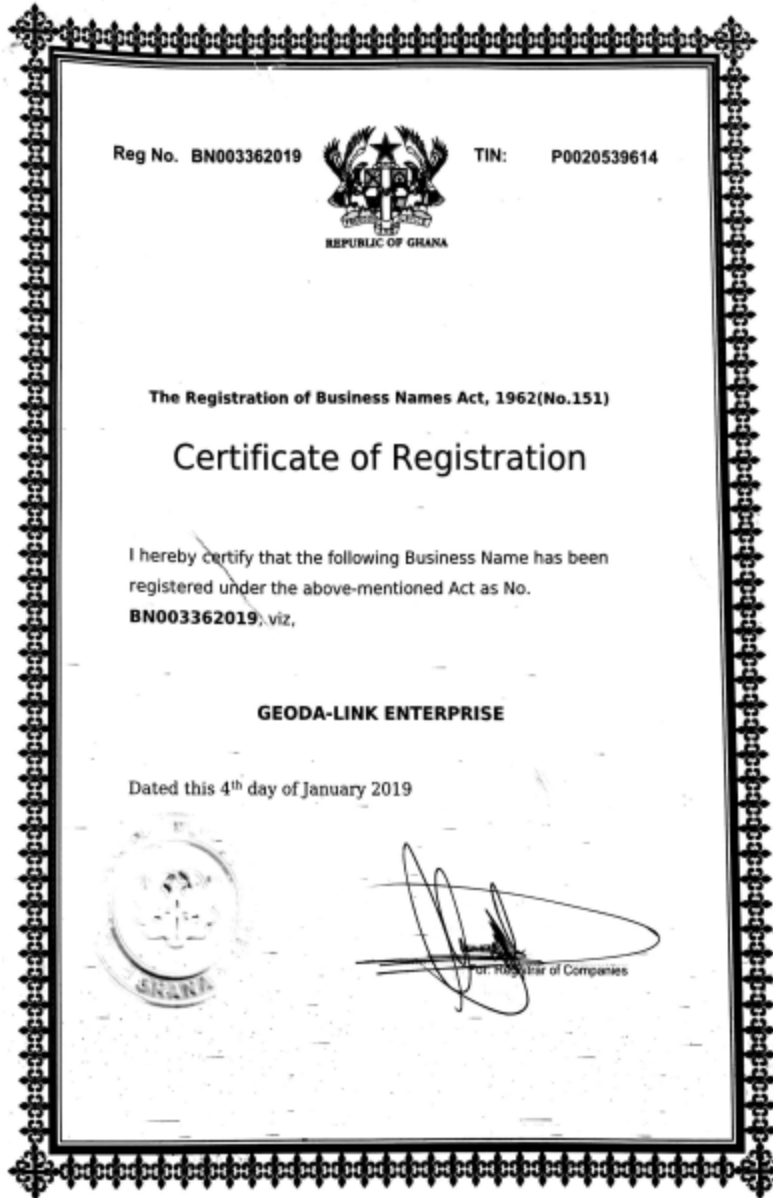 Reg No. BN003362019
TIN: P0020539614
REPUBLIC OF GHANA
The Registration of Business Names Act, 1962(No.151)
Certificate of Registration
I hereby certify that the following Business Name has been
registered under the above-mentioned Act as No.
BN003362019, viz,
GEODA-LINK ENTERPRISE
Dated this 4th day of January 2019
GHANA
For: Registrar of Companies